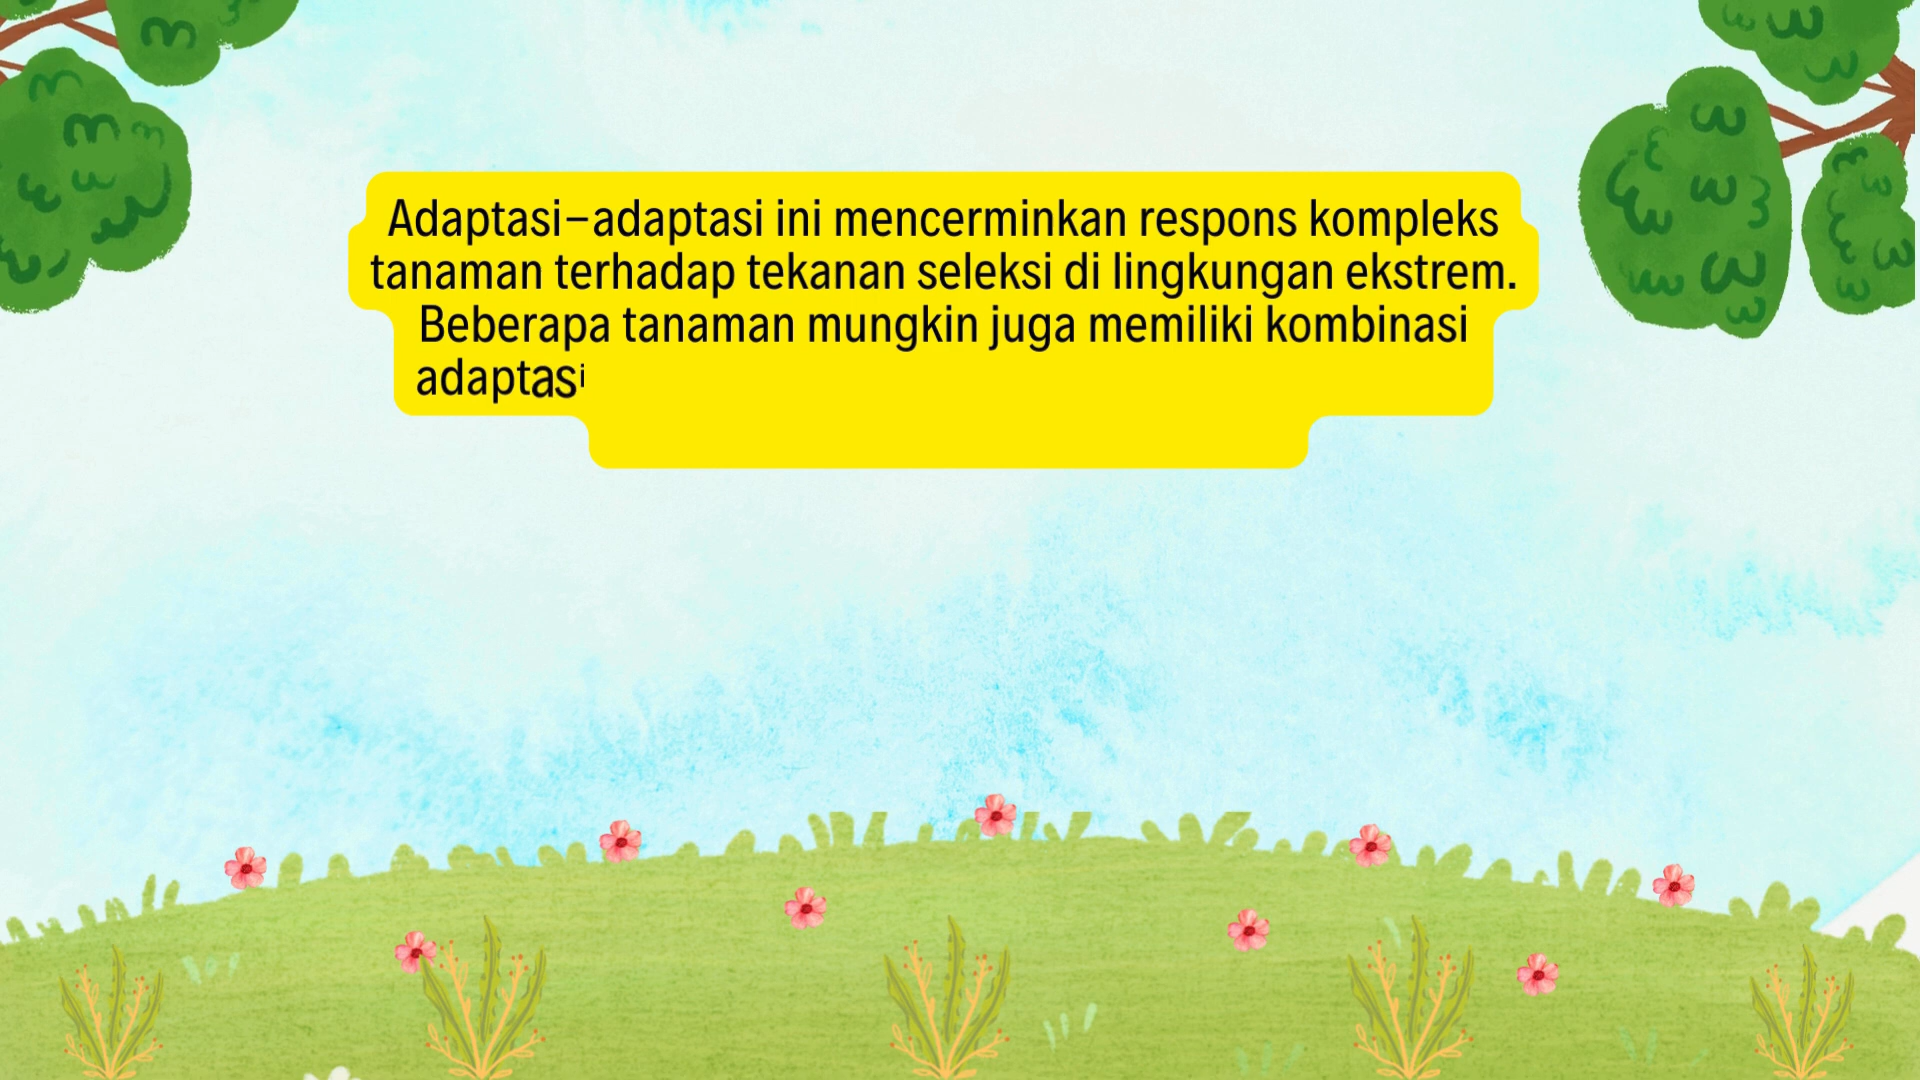 Adaptasi-adaptasi ini mencerminkan respons kompleks
tanaman terhadap tekanan seleksi di lingkungan ekstrem.
Beberapa tanaman mungkin juga memiliki kombinasi
adaptasi